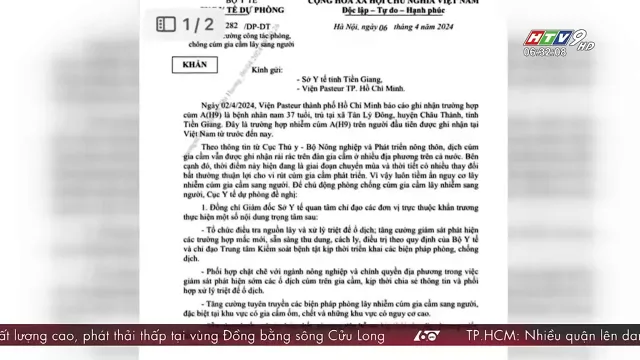 BỘ Y TẾ
CỘNG HÒA XÃ HỘI CHỦ NGHĨA VIỆT NAM
TẾ DỰ PHÒNG
Độc lập - Tự do - Hạnh phúc
1/2
282 /DP-DT
Hà Nội, ngày 06 tháng 4 năm 2024
cường công tác phòng,
chống cúm gia cầm lây sang người
KHẨN
Kính gửi:
- Sở Y tế tỉnh Tiền Giang,
- Viện Pasteur TP. Hồ Chí Minh.
Ngày 02/4/2024, Viện Pasteur thành phố Hồ Chí Minh báo cáo ghi nhận trường hợp
cúm A(H9) là bệnh nhân nam 37 tuổi, trú tại xã Tân Lý Đông, huyện Châu Thành, tỉnh
Tiền Giang. Đây là trường hợp nhiễm cúm A(H9) trên người đầu tiên được ghi nhận tại
Việt Nam từ trước đến nay.
Theo thông tin từ Cục Thú y - Bộ Nông nghiệp và Phát triển nông thôn, dịch cúm
gia cầm vẫn được ghi nhận rải rác trên đàn gia cầm ở nhiều địa phương trên cả nước. Bên
cạnh đó, thời điểm này hiện đang là giai đoạn chuyển mùa và thời tiết có nhiều thay đổi
bất thường thuận lợi cho vi rút cúm gia cầm phát triển. Vì vậy luôn tiềm ẩn nguy cơ lây
nhiễm cúm gia cầm sang người. Để chủ động phòng chống cúm gia cầm lây nhiễm sang
người, Cục Y tế dự phòng đề nghị:
1. Đồng chí Giám đốc Sở Y tế quan tâm chỉ đạo các đơn vị trực thuộc khẩn trương
thực hiện một số nội dung trọng tâm sau:
- Tổ chức điều tra nguồn lây và xử lý triệt để ổ dịch; tăng cường giám sát phát hiện
các trường hợp mắc mới, sẵn sàng thu dung, cách ly, điều trị theo quy định của Bộ Y tế
và chỉ đạo Trung tâm Kiểm soát bệnh tật kịp thời triển khai các biện pháp phòng, chống
dịch.
- Phối hợp chặt chẽ với ngành nông nghiệp và chính quyền địa phương trong việc
giám sát phát hiện sớm các ổ dịch cúm trên gia cầm, kịp thời chia sẻ thông tin và phối
hợp xử lý triệt để ổ dịch.
- Tăng cường tuyên truyền các biện pháp phòng lây nhiễm cúm gia cầm sang người,
đặc biệt tại khu vực có gia cầm ốm, chết và những khu vực có nguy cơ cao.
HTV9 HD
06:32:08
ất lượng cao, phát thải thấp tại vùng Đồng bằng sông Cửu Long
60
TP.HCM: Nhiều quận lên dan